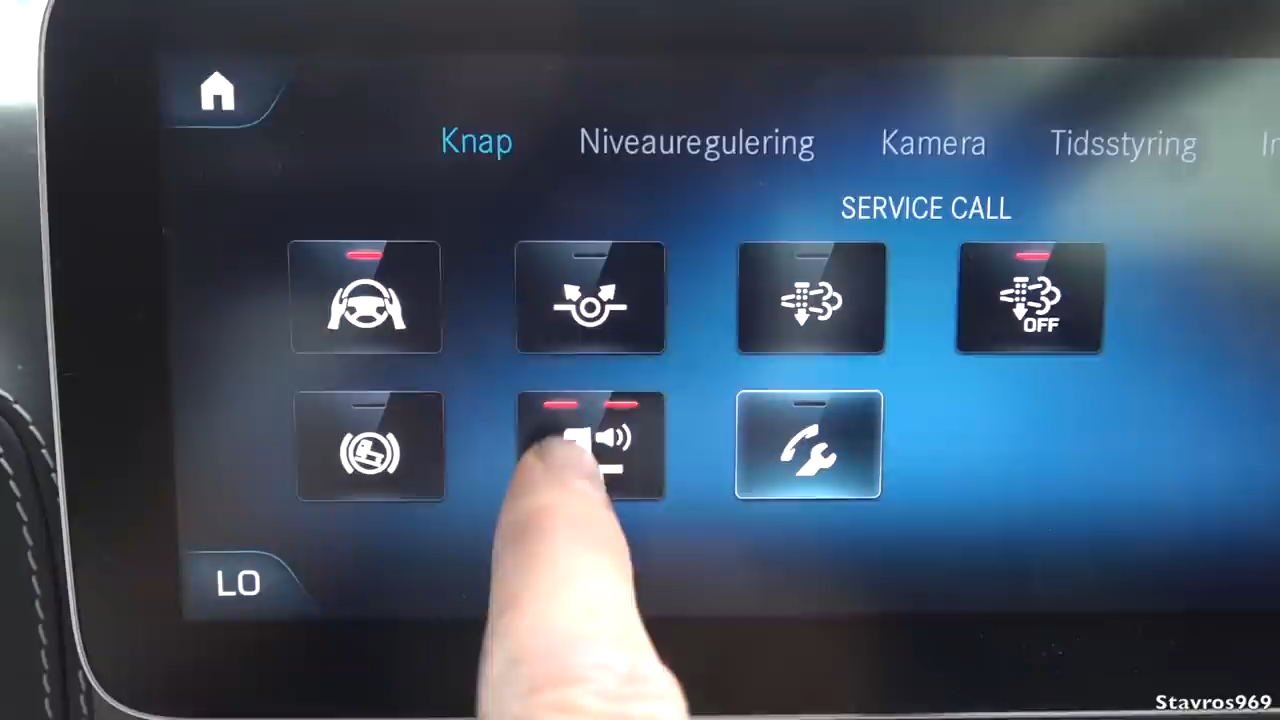 Knap Niveauregulering Kamera Tidsstyring
SERVICE CALL
OFF
LO
Stavros969